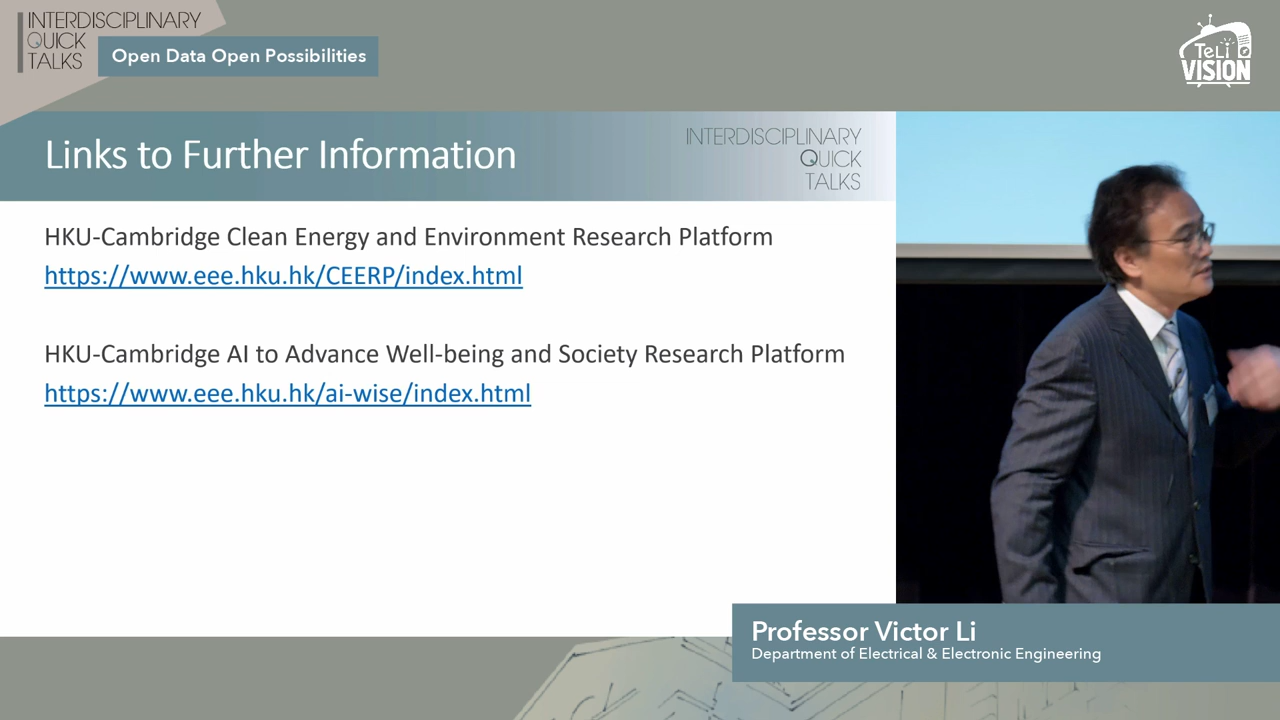 INTERDISCIPLINARY
QUICK
TALKS
Open Data Open Possibilities
TeLi
VISION
Links to Further Information
INTERDISCIPLINARY
QUICK
TALKS
HKU-Cambridge Clean Energy and Environment Research Platform
https://www.eee.hku.hk/CEERP/index.html
HKU-Cambridge AI to Advance Well-being and Society Research Platform
https://www.eee.hku.hk/ai-wise/index.html
Professor Victor Li
Department of Electrical & Electronic Engineering